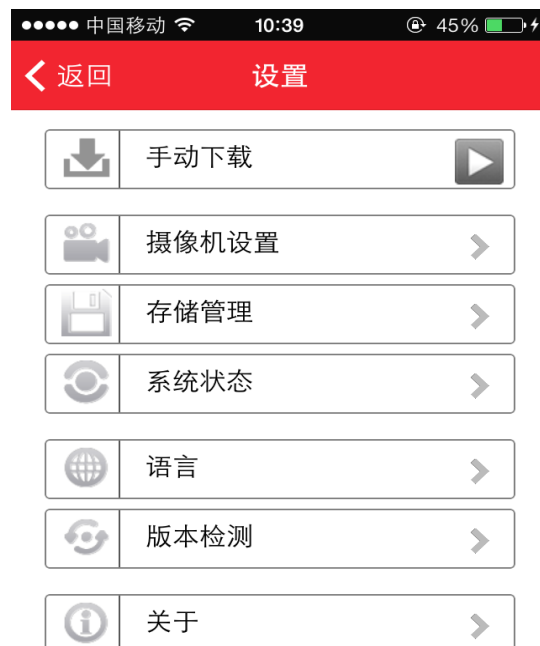 中国移动 10:39 45%
返回 设置
手动下载
摄像机设置
存储管理
系统状态
语言
版本检测
关于